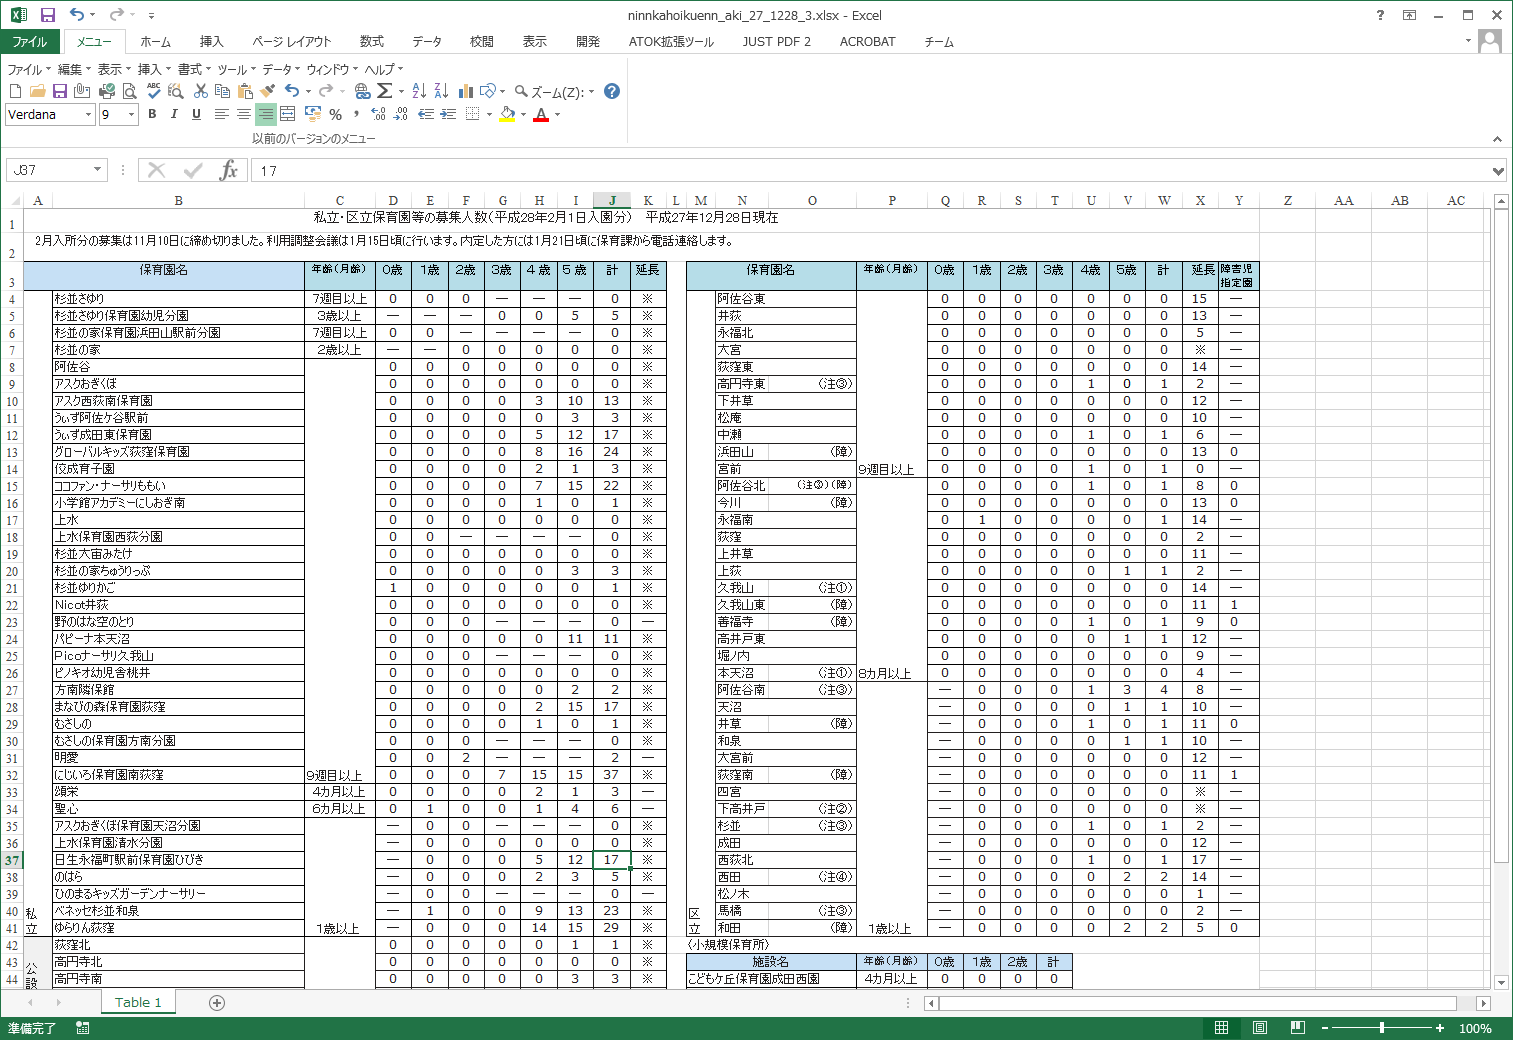 ninnkahoikuenn_aki_27_1228_3.xlsx - Excel
ファイル メニュー ホーム 挿入 ページ レイアウト 数式 データ 校閲 表示 開発 ATOK拡張ツール JUST PDF 2 ACROBAT チーム
ファイル 編集 表示 挿入 書式 ツール データ ウィンドウ ヘルプ
ズーム(Z):
Verdana 9 B I U
以前のバージョンのメニュー
J37 fx 17
A B C D E F G H I J K L M N O P Q R S T U V W X Y Z AA AB AC
1 私立・区立保育園等の募集人数(平成28年2月1日入園分) 平成27年12月28日現在
2 2月入所分の募集は11月10日に締め切りました。利用調整会議は1月15日頃に行います。内定した方には1月21日頃に保育課から電話連絡します。
3 保育園名 年齢(月齢) 0歳 1歳 2歳 3歳 4歳 5歳 計 延長 保育園名 年齢(月齢) 0歳 1歳 2歳 3歳 4歳 5歳 計 延長 障害児指定園
4 杉並さゆり 7週目以上 0 0 0 — — — 0 ※ 阿佐谷東 0 0 0 0 0 0 0 15 —
5 杉並さゆり保育園幼児分園 3歳以上 — — — 0 0 5 5 ※ 井荻 0 0 0 0 0 0 0 13 —
6 杉並の家保育園浜田山駅前分園 7週目以上 0 0 — — — — 0 ※ 永福北 0 0 0 0 0 0 0 5 —
7 杉並の家 2歳以上 — — 0 0 0 0 0 ※ 大宮 0 0 0 0 0 0 0 ※ —
8 阿佐谷 0 0 0 0 0 0 0 ※ 荻窪東 0 0 0 0 0 0 0 14 —
9 アスクおぎくぼ 0 0 0 0 0 0 0 ※ 高円寺東 (注③) 0 0 0 0 1 0 1 2 —
10 アスク西荻南保育園 0 0 0 0 3 10 13 ※ 下井草 0 0 0 0 0 0 0 12 —
11 うぃず阿佐ケ谷駅前 0 0 0 0 0 3 3 ※ 松庵 0 0 0 0 0 0 0 10 —
12 うぃず成田東保育園 0 0 0 0 5 12 17 ※ 中瀬 0 0 0 0 1 0 1 6 —
13 グローバルキッズ荻窪保育園 0 0 0 0 8 16 24 ※ 浜田山 (障) 0 0 0 0 0 0 0 13 0
14 佼成育子園 0 0 0 0 2 1 3 ※ 宮前 9週目以上 0 0 0 0 1 0 1 0 —
15 ココファン・ナーサリももい 0 0 0 0 7 15 22 ※ 阿佐谷北 (注③)(障) 0 0 0 0 1 0 1 8 0
16 小学館アカデミーにしおぎ南 0 0 0 0 1 0 1 ※ 今川 (障) 0 0 0 0 0 0 0 13 0
17 上水 0 0 0 0 0 0 0 ※ 永福南 0 1 0 0 0 0 1 14 —
18 上水保育園西荻分園 0 0 — — — — 0 ※ 荻窪 0 0 0 0 0 0 0 2 —
19 杉並大宙みたけ 0 0 0 0 0 0 0 ※ 上井草 0 0 0 0 0 0 0 11 —
20 杉並の家ちゅうりっぷ 0 0 0 0 0 3 3 ※ 上荻 0 0 0 0 0 1 1 2 —
21 杉並ゆりかご 1 0 0 0 0 0 1 ※ 久我山 (注①) 0 0 0 0 0 0 0 14 —
22 Nicot井荻 0 0 0 0 0 0 0 ※ 久我山東 (障) 0 0 0 0 0 0 0 11 1
23 野のはな空のとり 0 0 0 — — — 0 — 善福寺 (障) 0 0 0 0 1 0 1 9 0
24 パピーナ本天沼 0 0 0 0 0 11 11 ※ 高井戸東 0 0 0 0 0 1 1 12 —
25 Picoナーサリ久我山 0 0 0 — — — 0 ※ 堀ノ内 0 0 0 0 0 0 0 9 —
26 ピノキオ幼児舎桃井 0 0 0 0 0 0 0 ※ 本天沼 (注①) 8カ月以上 0 0 0 0 0 0 0 4 —
27 方南隣保館 0 0 0 0 0 2 2 ※ 阿佐谷南 (注③) — 0 0 0 1 3 4 8 —
28 まなびの森保育園荻窪 0 0 0 0 2 15 17 ※ 天沼 — 0 0 0 0 1 1 10 —
29 むさしの 0 0 0 0 1 0 1 ※ 井草 (障) — 0 0 0 1 0 1 11 0
30 むさしの保育園方南分園 0 0 0 — — — 0 ※ 和泉 — 0 0 0 0 1 1 10 —
31 明愛 0 0 2 — — — 2 — 大宮前 — 0 0 0 0 0 0 12 —
32 にじいろ保育園南荻窪 9週目以上 0 0 0 7 15 15 37 ※ 荻窪南 (障) — 0 0 0 0 0 0 11 1
33 頌栄 4カ月以上 0 0 0 0 2 1 3 — 四宮 — 0 0 0 0 0 0 ※ —
34 聖心 6カ月以上 0 1 0 0 1 4 6 — 下高井戸 (注②) — 0 0 0 0 0 0 ※ —
35 アスクおぎくぼ保育園天沼分園 — 0 0 — — — 0 ※ 杉並 (注③) — 0 0 0 1 0 1 2 —
36 上水保育園清水分園 — 0 0 0 0 0 0 ※ 成田 — 0 0 0 0 0 0 12 —
37 日生永福町駅前保育園ひびき — 0 0 0 5 12 17 ※ 西荻北 — 0 0 0 1 0 1 17 —
38 のはら — 0 0 0 2 3 5 ※ 西田 (注④) — 0 0 0 0 2 2 14 —
39 ひのまるキッズガーデンナーサリー — 0 0 — — — 0 — 松ノ木 — 0 0 0 0 0 0 1 —
40 私 ベネッセ杉並和泉 — 1 0 0 9 13 23 ※ 区 馬橋 (注③) — 0 0 0 0 0 0 2 —
41 立 ゆらりん荻窪 1歳以上 — 0 0 0 14 15 29 ※ 立 和田 (障) 1歳以上 — 0 0 0 0 2 2 5 0
42 荻窪北 0 0 0 0 0 1 1 ※ (小規模保育所)
43 公 高円寺北 0 0 0 0 0 0 0 ※ 施設名 年齢(月齢) 0歳 1歳 2歳 計
44 設 高円寺南 0 0 0 0 0 3 3 ※ こどもケ丘保育園成田西園 4カ月以上 0 0 0 0
Table 1
準備完了 100%